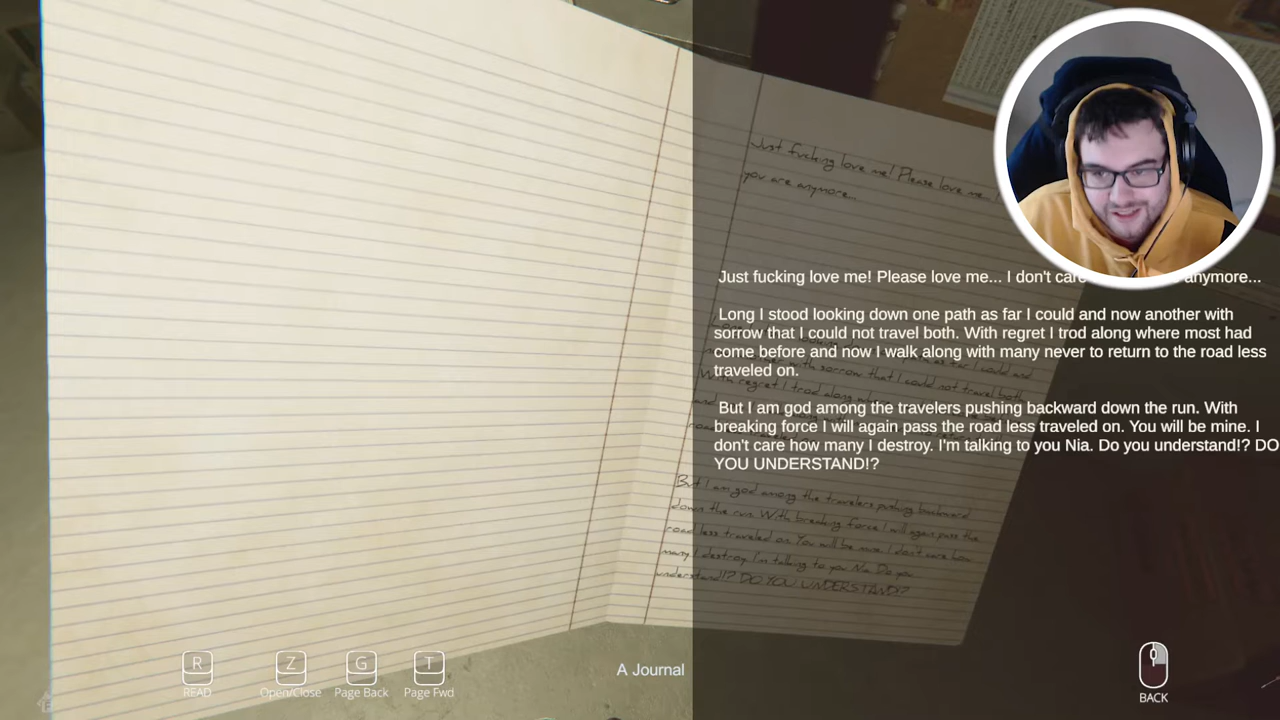 Just fucking love me! Please love me...
you are anymore...
Just fucking love me! Please love me... I don't care anymore...
Long I stood looking down one path as far I could and now another with
sorrow that I could not travel both. With regret I trod along where most had
come before and now I walk along with many never to return to the road less
traveled on.
But I am god among the travelers pushing backward down the run. With
breaking force I will again pass the road less traveled on. You will be mine. I
don't care how many I destroy. I'm talking to you Nia. Do you understand!? DO
YOU UNDERSTAND!?
But I am god among the travelers pushing backward
down the run. With breaking force I will again pass the
road less traveled on. You will be mine. I don't care how
many I destroy. I'm talking to you Nia. Do you
understand!? DO YOU UNDERSTAND!?
R
Z
G
T
READ
Open/Close
Page Back
Page Fwd
A Journal
BACK